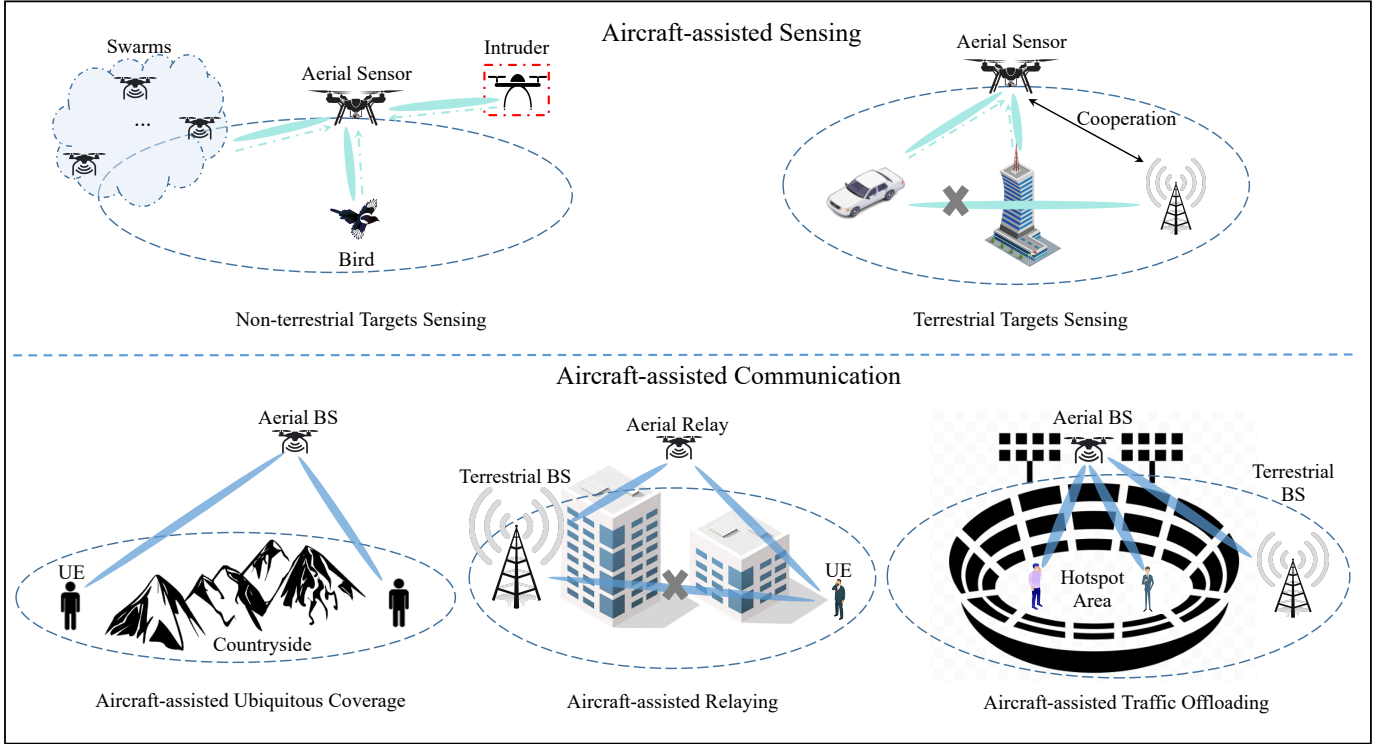 Aircraft-assisted Sensing
Swarms
...
Aerial Sensor
Intruder
Bird
Non-terrestrial Targets Sensing
Aerial Sensor
Cooperation
Terrestrial Targets Sensing
Aircraft-assisted Communication
Aerial BS
UE
Countryside
Aircraft-assisted Ubiquitous Coverage
Aerial Relay
Terrestrial BS
UE
Aircraft-assisted Relaying
Aerial BS
Terrestrial
BS
Hotspot
Area
Aircraft-assisted Traffic Offloading